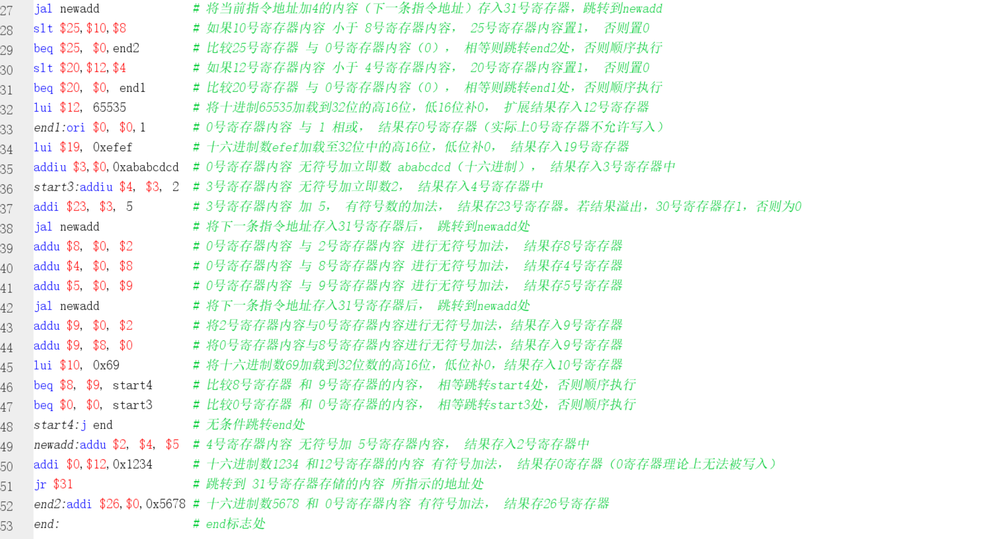 27 jal newadd # 将当前指令地址加4的内容（下一条指令地址）存入31号寄存器，跳转到newadd
28 slt $25,$10,$8 # 如果10号寄存器内容 小于 8号寄存器内容， 25号寄存器内容置1， 否则置0
29 beq $25, $0,end2 # 比较25号寄存器 与 0号寄存器内容（0）， 相等则跳转end2处，否则顺序执行
30 slt $20,$12,$4 # 如果12号寄存器内容 小于 4号寄存器内容， 20号寄存器内容置1， 否则置0
31 beq $20, $0, end1 # 比较20号寄存器 与 0号寄存器内容（0）， 相等则跳转end1处，否则顺序执行
32 lui $12, 65535 # 将十进制65535加载到32位的高16位，低16位补0， 扩展结果存入12号寄存器
33 end1:ori $0, $0,1 # 0号寄存器内容 与 1 相或， 结果存0号寄存器（实际上0号寄存器不允许写入）
34 lui $19, 0xefef # 十六进制数efef加载至32位中的高16位，低位补0， 结果存入19号寄存器
35 addiu $3,$0,0xababcdcd # 0号寄存器内容 无符号加立即数 ababcdcd（十六进制）， 结果存入3号寄存器中
36 start3:addiu $4, $3, 2 # 3号寄存器内容 无符号加立即数2， 结果存入4号寄存器中
37 addi $23, $3, 5 # 3号寄存器内容 加 5， 有符号数的加法， 结果存23号寄存器。若结果溢出，30号寄存器存1，否则为0
38 jal newadd # 将下一条指令地址存入31号寄存器后， 跳转到newadd处
39 addu $8, $0, $2 # 0号寄存器内容 与 2号寄存器内容 进行无符号加法， 结果存8号寄存器
40 addu $4, $0, $8 # 0号寄存器内容 与 8号寄存器内容 进行无符号加法， 结果存4号寄存器
41 addu $5, $0, $9 # 0号寄存器内容 与 9号寄存器内容 进行无符号加法， 结果存5号寄存器
42 jal newadd # 将下一条指令地址存入31号寄存器后， 跳转到newadd处
43 addu $9, $0, $2 # 将2号寄存器内容与0号寄存器内容进行无符号加法，结果存入9号寄存器
44 addu $9, $8, $0 # 将0号寄存器内容与8号寄存器内容进行无符号加法，结果存入9号寄存器
45 lui $10, 0x69 # 将十六进制数69加载到32位数的高16位，低位补0，结果存入10号寄存器
46 beq $8, $9, start4 # 比较8号寄存器 和 9号寄存器的内容， 相等跳转start4处，否则顺序执行
47 beq $0, $0, start3 # 比较0号寄存器 和 0号寄存器的内容， 相等跳转start3处，否则顺序执行
48 start4:j end # 无条件跳转end处
49 newadd:addu $2, $4, $5 # 4号寄存器内容 无符号加 5号寄存器内容， 结果存入2号寄存器中
50 addi $0,$12,0x1234 # 十六进制数1234 和12号寄存器的内容 有符号加法， 结果存0寄存器（0寄存器理论上无法被写入）
51 jr $31 # 跳转到 31号寄存器存储的内容 所指示的地址处
52 end2:addi $26,$0,0x5678 # 十六进制数5678 和 0号寄存器内容 有符号加法， 结果存26号寄存器
53 end: # end标志处